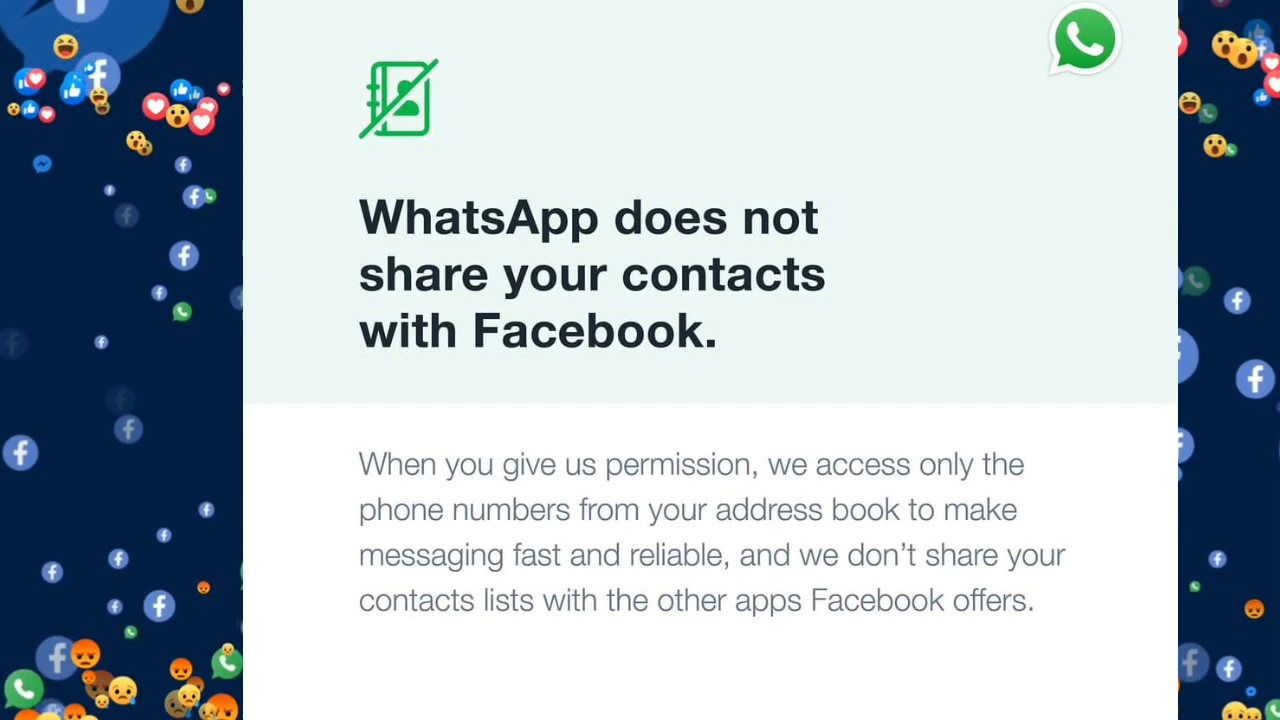 WhatsApp does not
share your contacts
with Facebook.
When you give us permission, we access only the
phone numbers from your address book to make
messaging fast and reliable, and we don’t share your
contacts lists with the other apps Facebook offers.